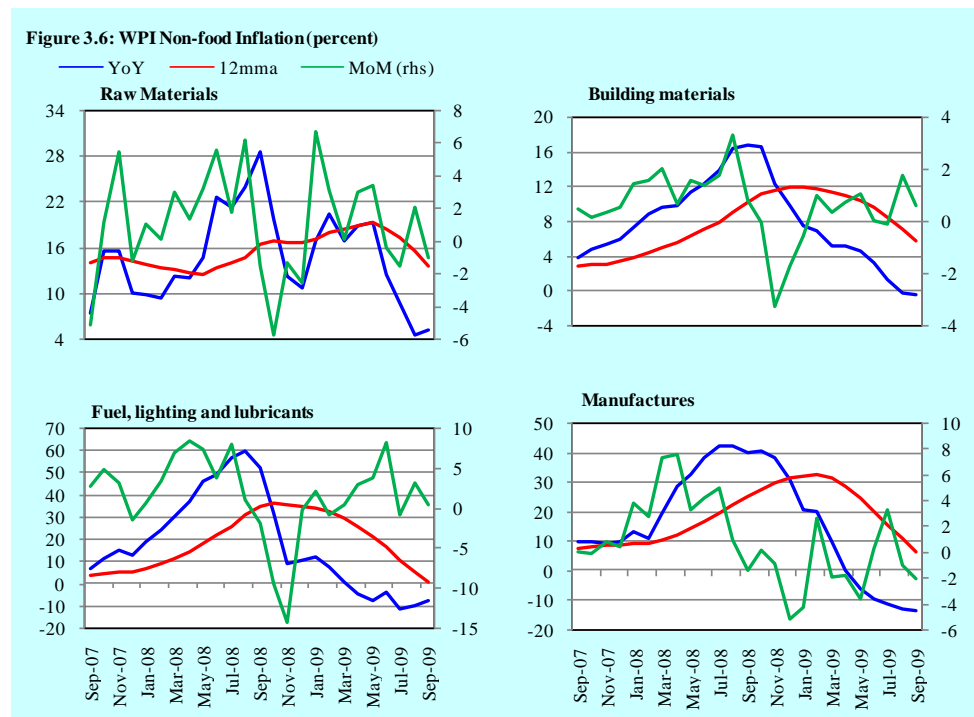 Figure 3.6: WPI Non-food Inflation (percent)
YoY 12mma MoM (rhs)
Raw Materials
34 28 22 16 10 4
8 6 4 2 0 -2 -4 -6
Building materials
20 16 12 8 4 0 -4
4 2 0 -2 -4
Fuel, lighting and lubricants
70 60 50 40 30 20 10 0 -10 -20
10 5 0 -5 -10 -15
Sep-07 Nov-07 Jan-08 Mar-08 May-08 Jul-08 Sep-08 Nov-08 Jan-09 Mar-09 May-09 Jul-09 Sep-09
Manufactures
50 40 30 20 10 0 -10 -20
10 8 6 4 2 0 -2 -4 -6
Sep-07 Nov-07 Jan-08 Mar-08 May-08 Jul-08 Sep-08 Nov-08 Jan-09 Mar-09 May-09 Jul-09 Sep-09